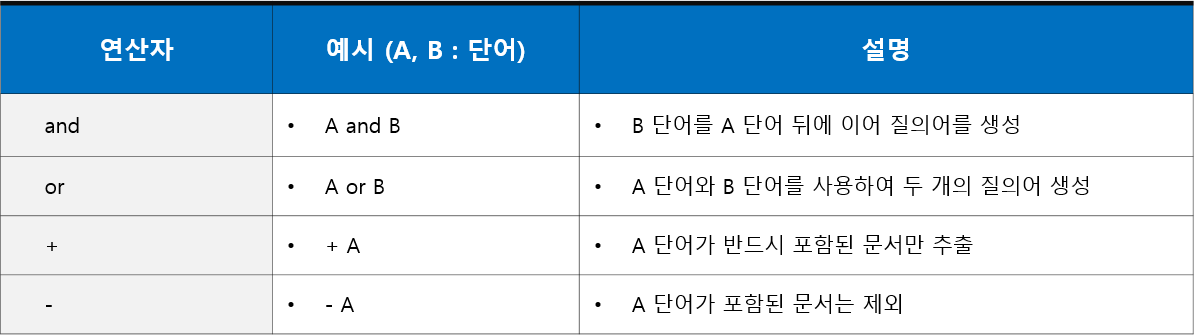 연산자 예시 (A, B : 단어) 설명
and • A and B • B 단어를 A 단어 뒤에 이어 질의어를 생성
or • A or B • A 단어와 B 단어를 사용하여 두 개의 질의어 생성
+ • + A • A 단어가 반드시 포함된 문서만 추출
- • - A • A 단어가 포함된 문서는 제외